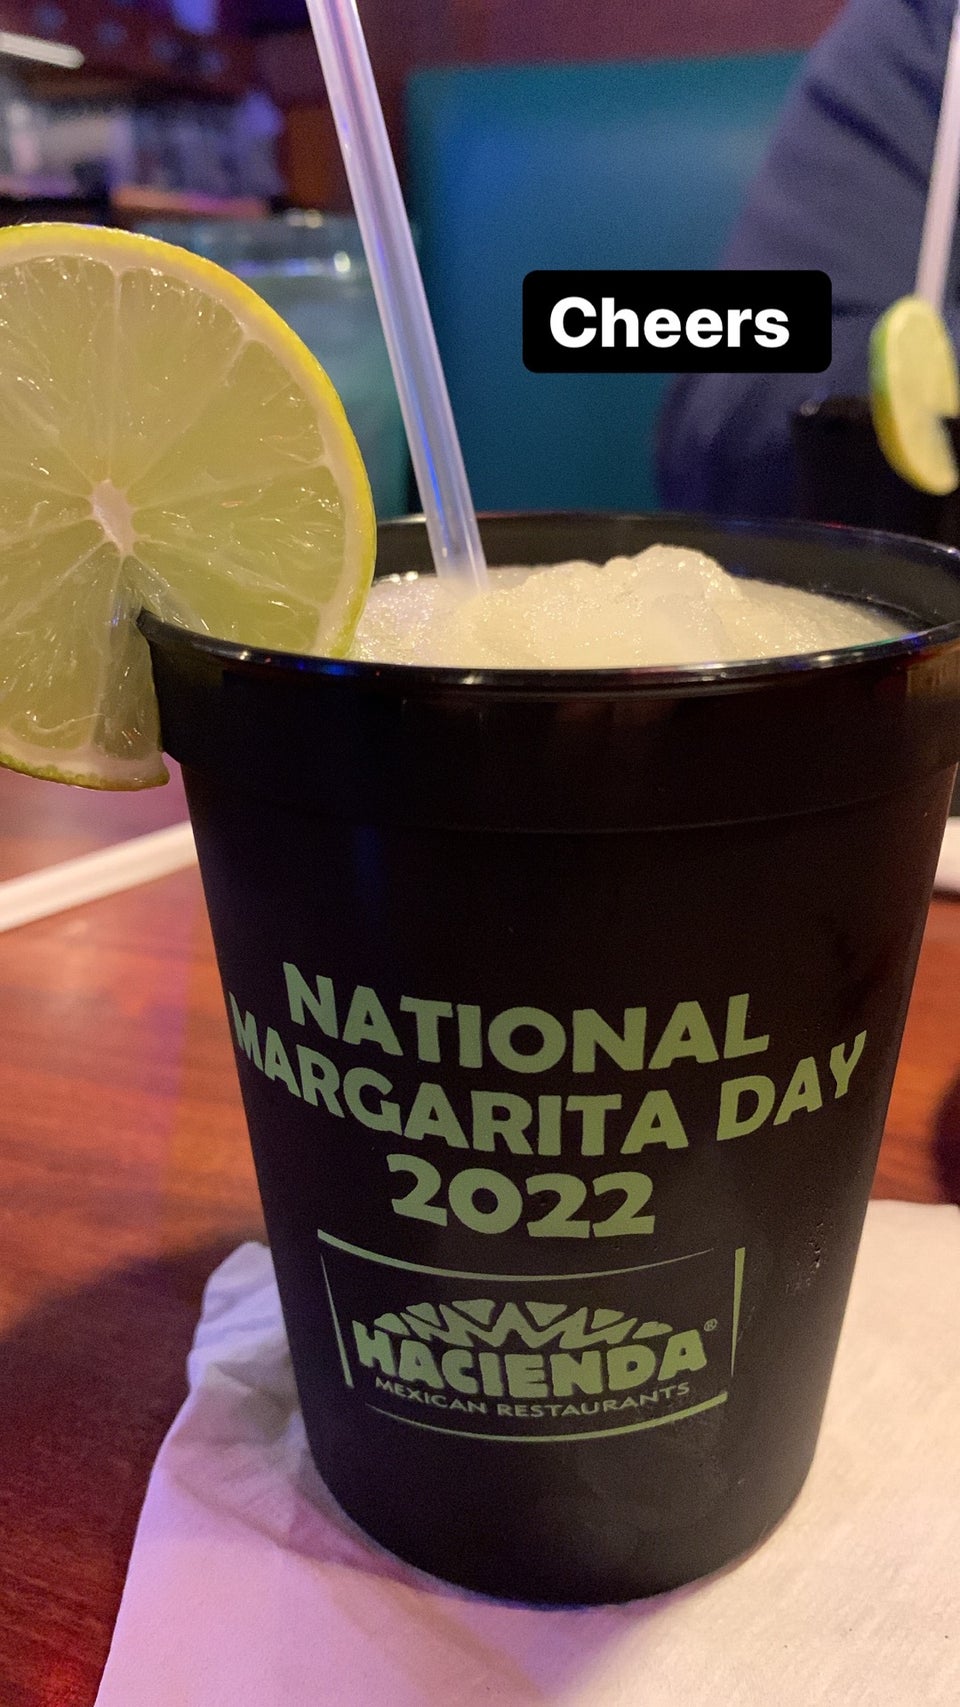 Cheers
NATIONAL
MARGARITA DAY
2022
HACIENDA®
MEXICAN RESTAURANTS